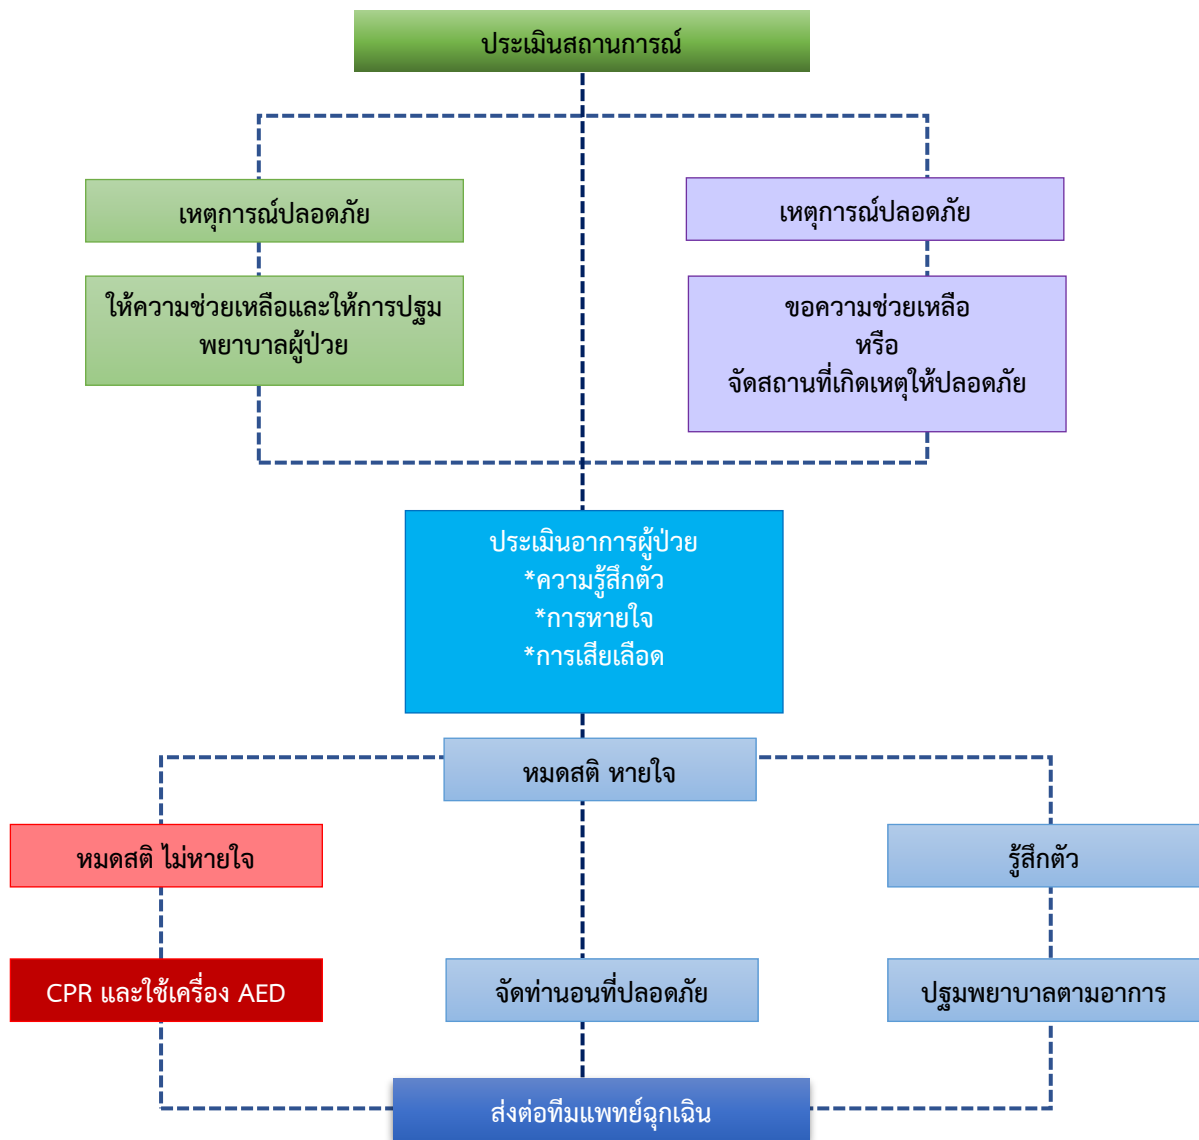 ประเมินสถานการณ์
เหตุการณ์ปลอดภัย
เหตุการณ์ปลอดภัย
ให้ความช่วยเหลือและให้การปฐม
พยาบาลผู้ป่วย
ขอความช่วยเหลือ
หรือ
จัดสถานที่เกิดเหตุให้ปลอดภัย
ประเมินอาการผู้ป่วย
*ความรู้สึกตัว
*การหายใจ
*การเสียเลือด
หมดสติ หายใจ
หมดสติ ไม่หายใจ
รู้สึกตัว
CPR และใช้เครื่อง AED
จัดท่านอนที่ปลอดภัย
ปฐมพยาบาลตามอาการ
ส่งต่อทีมแพทย์ฉุกเฉิน